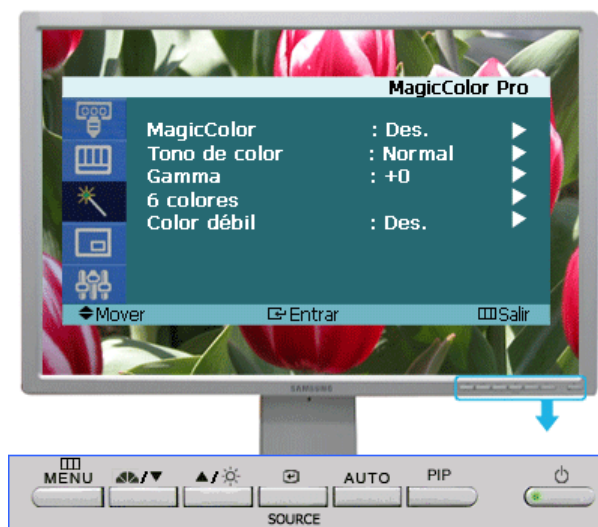 MagicColor Pro
MagicColor : Des.
Tono de color : Normal
Gamma : +0
6 colores
Color débil : Des.
Mover Entrar Salir
SAMSUNG
MENU AUTO PIP
SOURCE